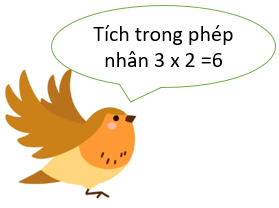 Tích trong phép
nhân 3 x 2 =6